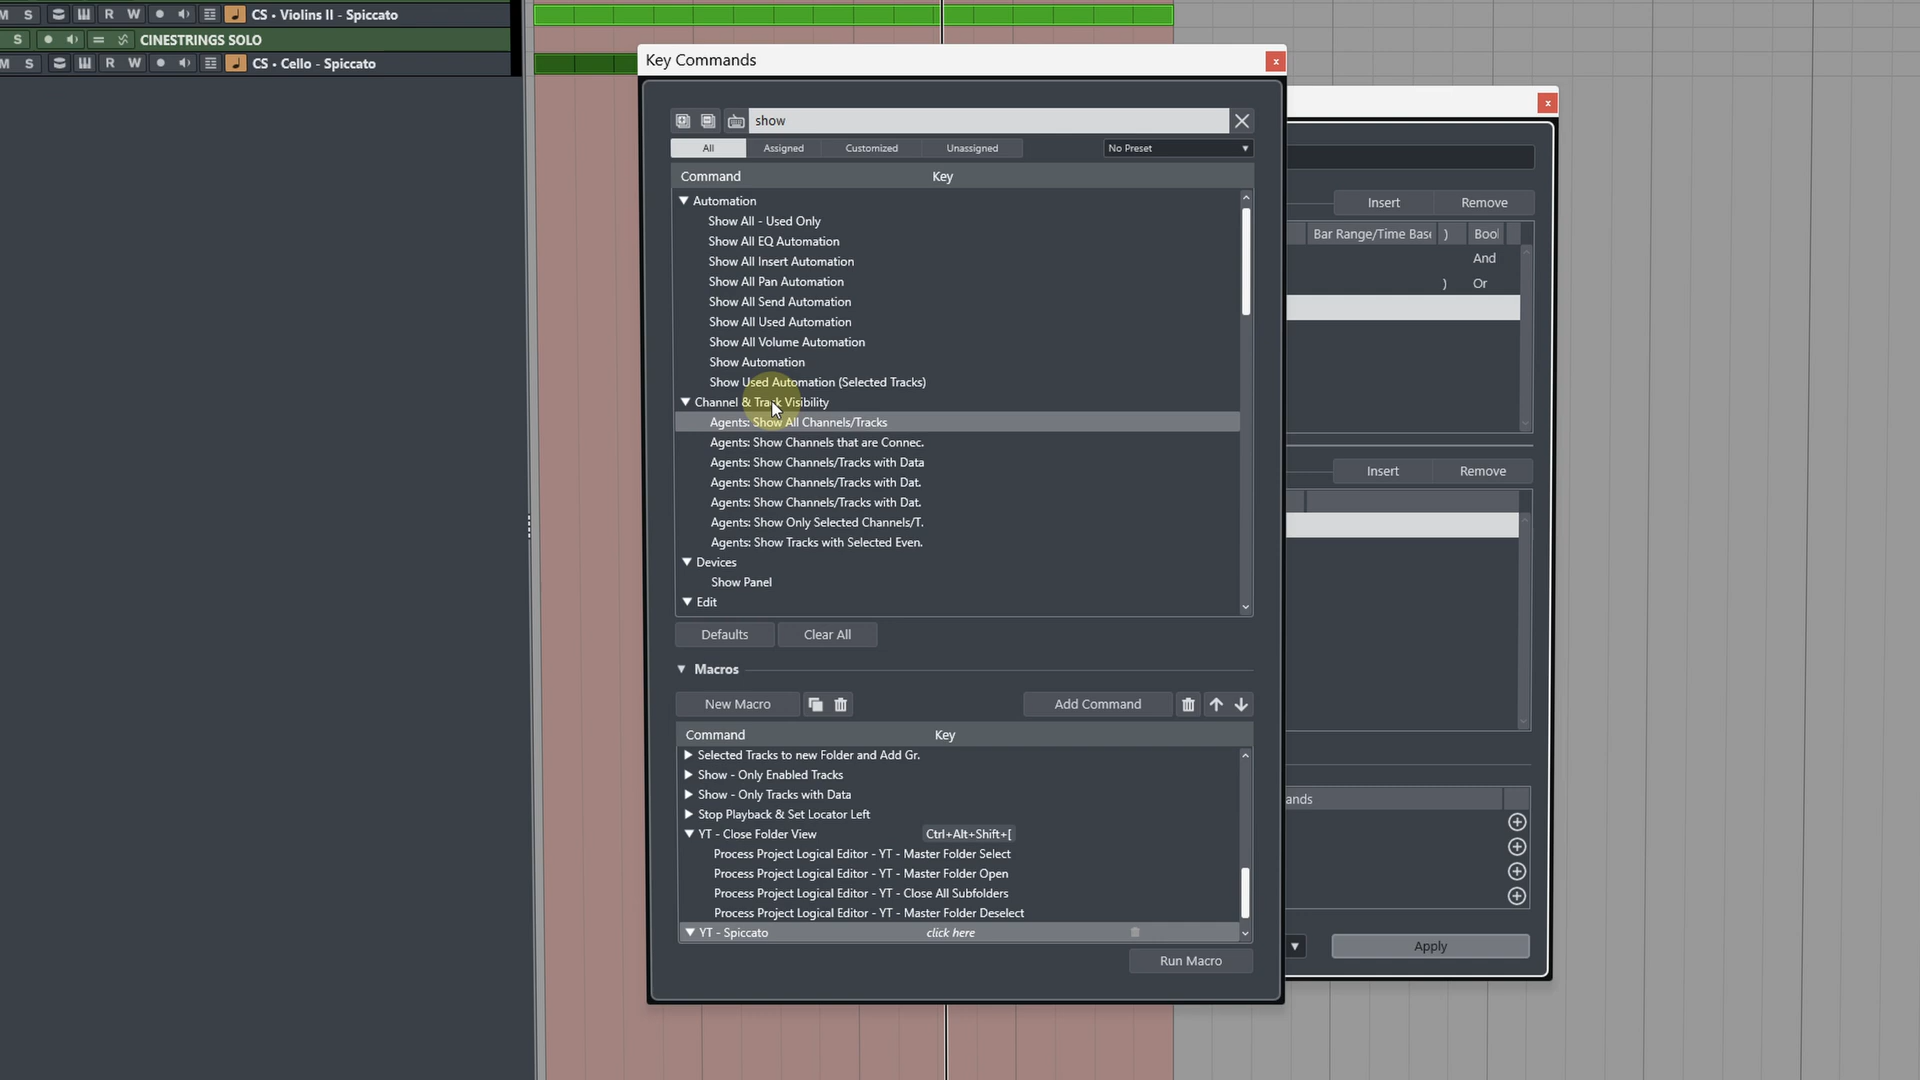 M S R W CS • Violins II - Spiccato
S CINESTRINGS SOLO
M S R W CS • Cello - Spiccato
Key Commands
x
show
All Assigned Customized Unassigned No Preset
Command Key
Automation
Show All - Used Only
Show All EQ Automation
Show All Insert Automation
Show All Pan Automation
Show All Send Automation
Show All Used Automation
Show All Volume Automation
Show Automation
Show Used Automation (Selected Tracks)
Channel & Track Visibility
Agents: Show All Channels/Tracks
Agents: Show Channels that are Connec.
Agents: Show Channels/Tracks with Data
Agents: Show Channels/Tracks with Dat.
Agents: Show Channels/Tracks with Dat.
Agents: Show Only Selected Channels/T.
Agents: Show Tracks with Selected Even.
Devices
Show Panel
Edit
Defaults Clear All
Macros
New Macro Add Command
Command Key
Selected Tracks to new Folder and Add Gr.
Show - Only Enabled Tracks
Show - Only Tracks with Data
Stop Playback & Set Locator Left
YT - Close Folder View Ctrl+Alt+Shift+[
Process Project Logical Editor - YT - Master Folder Select
Process Project Logical Editor - YT - Master Folder Open
Process Project Logical Editor - YT - Close All Subfolders
Process Project Logical Editor - YT - Master Folder Deselect
YT - Spiccato click here
Run Macro
x
Insert Remove
Bar Range/Time Base ) Bool
And
) Or
Insert Remove
ands
Apply